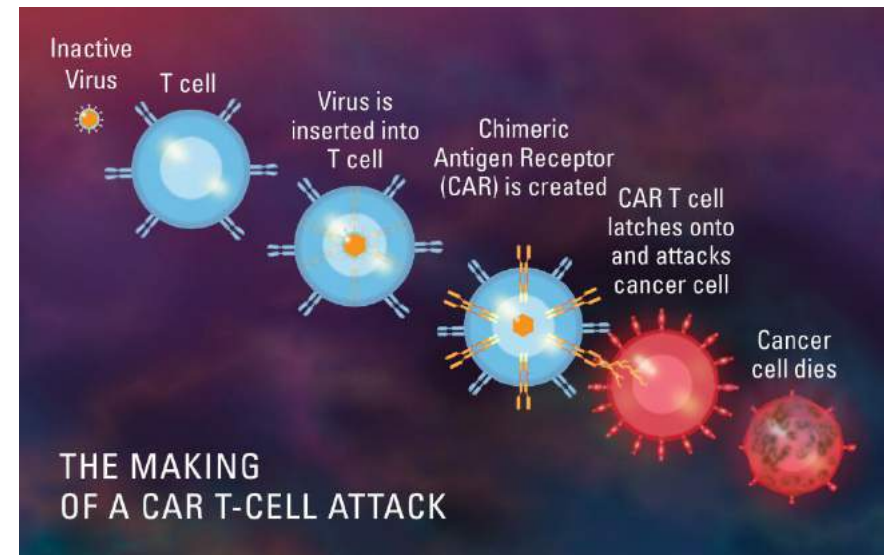 Inactive
Virus
T cell
Virus is
inserted into
T cell
Chimeric
Antigen Receptor
(CAR) is created
CAR T cell
latches onto
and attacks
cancer cell
Cancer
cell dies
THE MAKING
OF A CAR T-CELL ATTACK